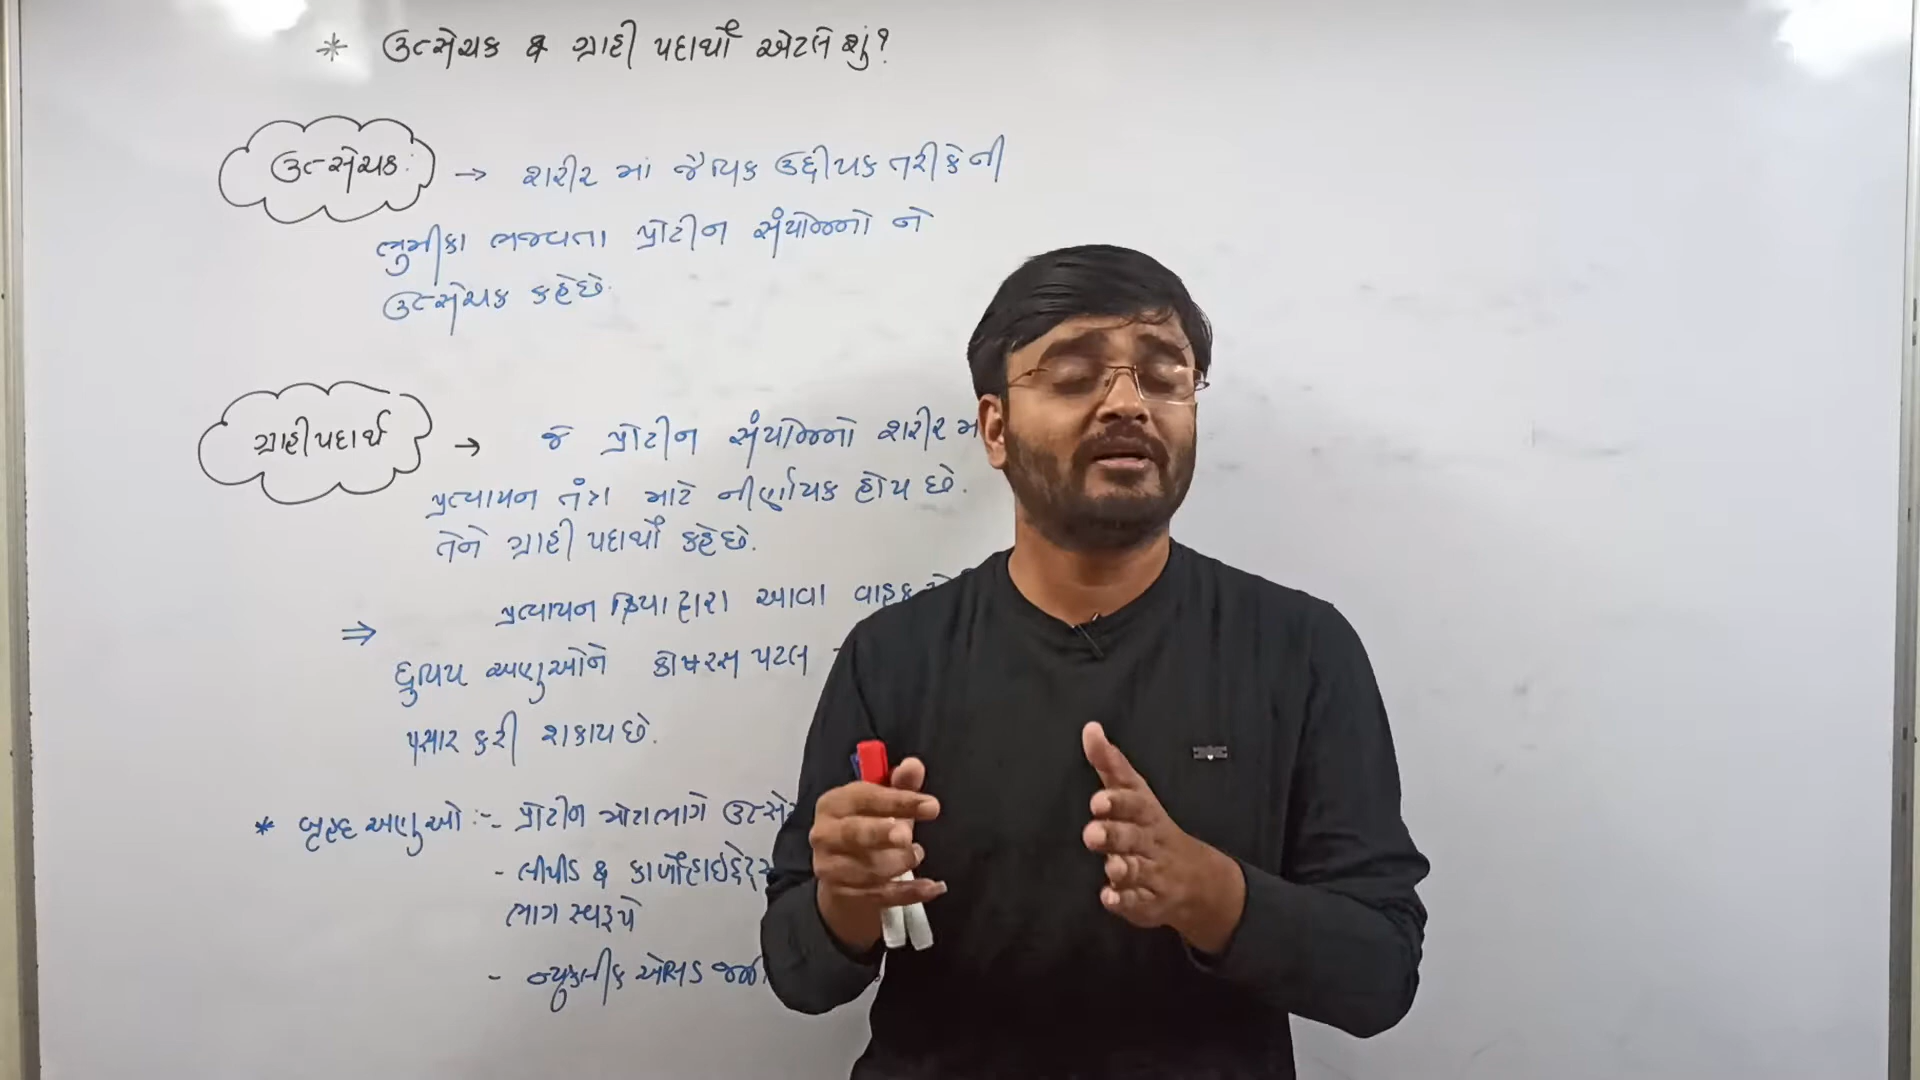 * ઉત્સેચક & ગ્રાહી પદાર્થો એટલે શું?
ઉત્સેચક: → શરીર માં જૈવિક ઉદ્દીપક તરીકેની
ભુમીકા ભજવતા પ્રોટીન સંયોજનો ને
ઉત્સેચક કહે છે.
ગ્રાહી પદાર્થ → જે પ્રોટીન સંયોજનો શરીર
પ્રત્યાયન તંત્ર માટે નીર્ણાયક હોય છે.
તેને ગ્રાહી પદાર્થો કહે છે.
⇒ પ્રત્યાયન ક્રિયા દ્વારા આવા વાહક
ધ્રુવિય અણુઓને કોષરસ પટલ
પસાર કરી શકાય છે.
* બૃહદ અણુઓ :- - પ્રોટીન મોટાભાગે
- લીપીડ & કાર્બોહાઇડ્રેટ્સ
ભાગ સ્વરૂપે
- ન્યુક્લીક એસિડ